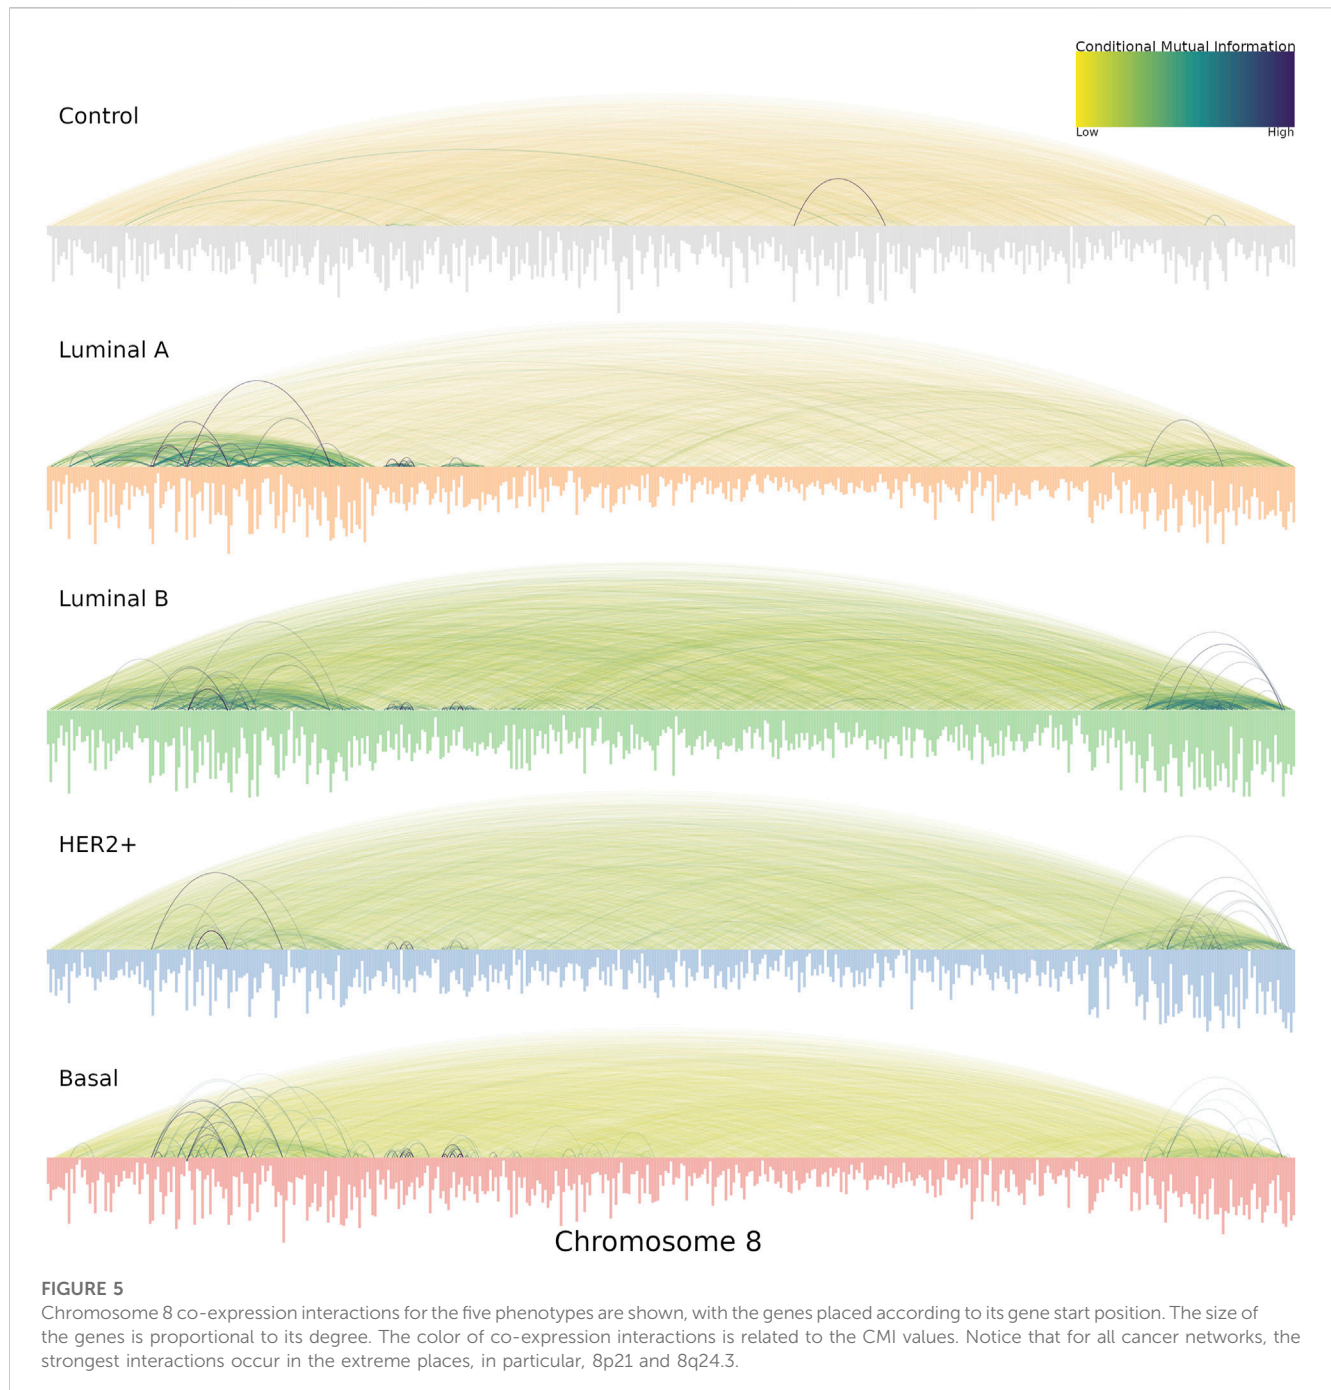 Conditional Mutual Information
Low High
Control
Luminal A
Luminal B
HER2+
Basal
Chromosome 8
FIGURE 5
Chromosome 8 co-expression interactions for the five phenotypes are shown, with the genes placed according to its gene start position. The size of
the genes is proportional to its degree. The color of co-expression interactions is related to the CMI values. Notice that for all cancer networks, the
strongest interactions occur in the extreme places, in particular, 8p21 and 8q24.3.